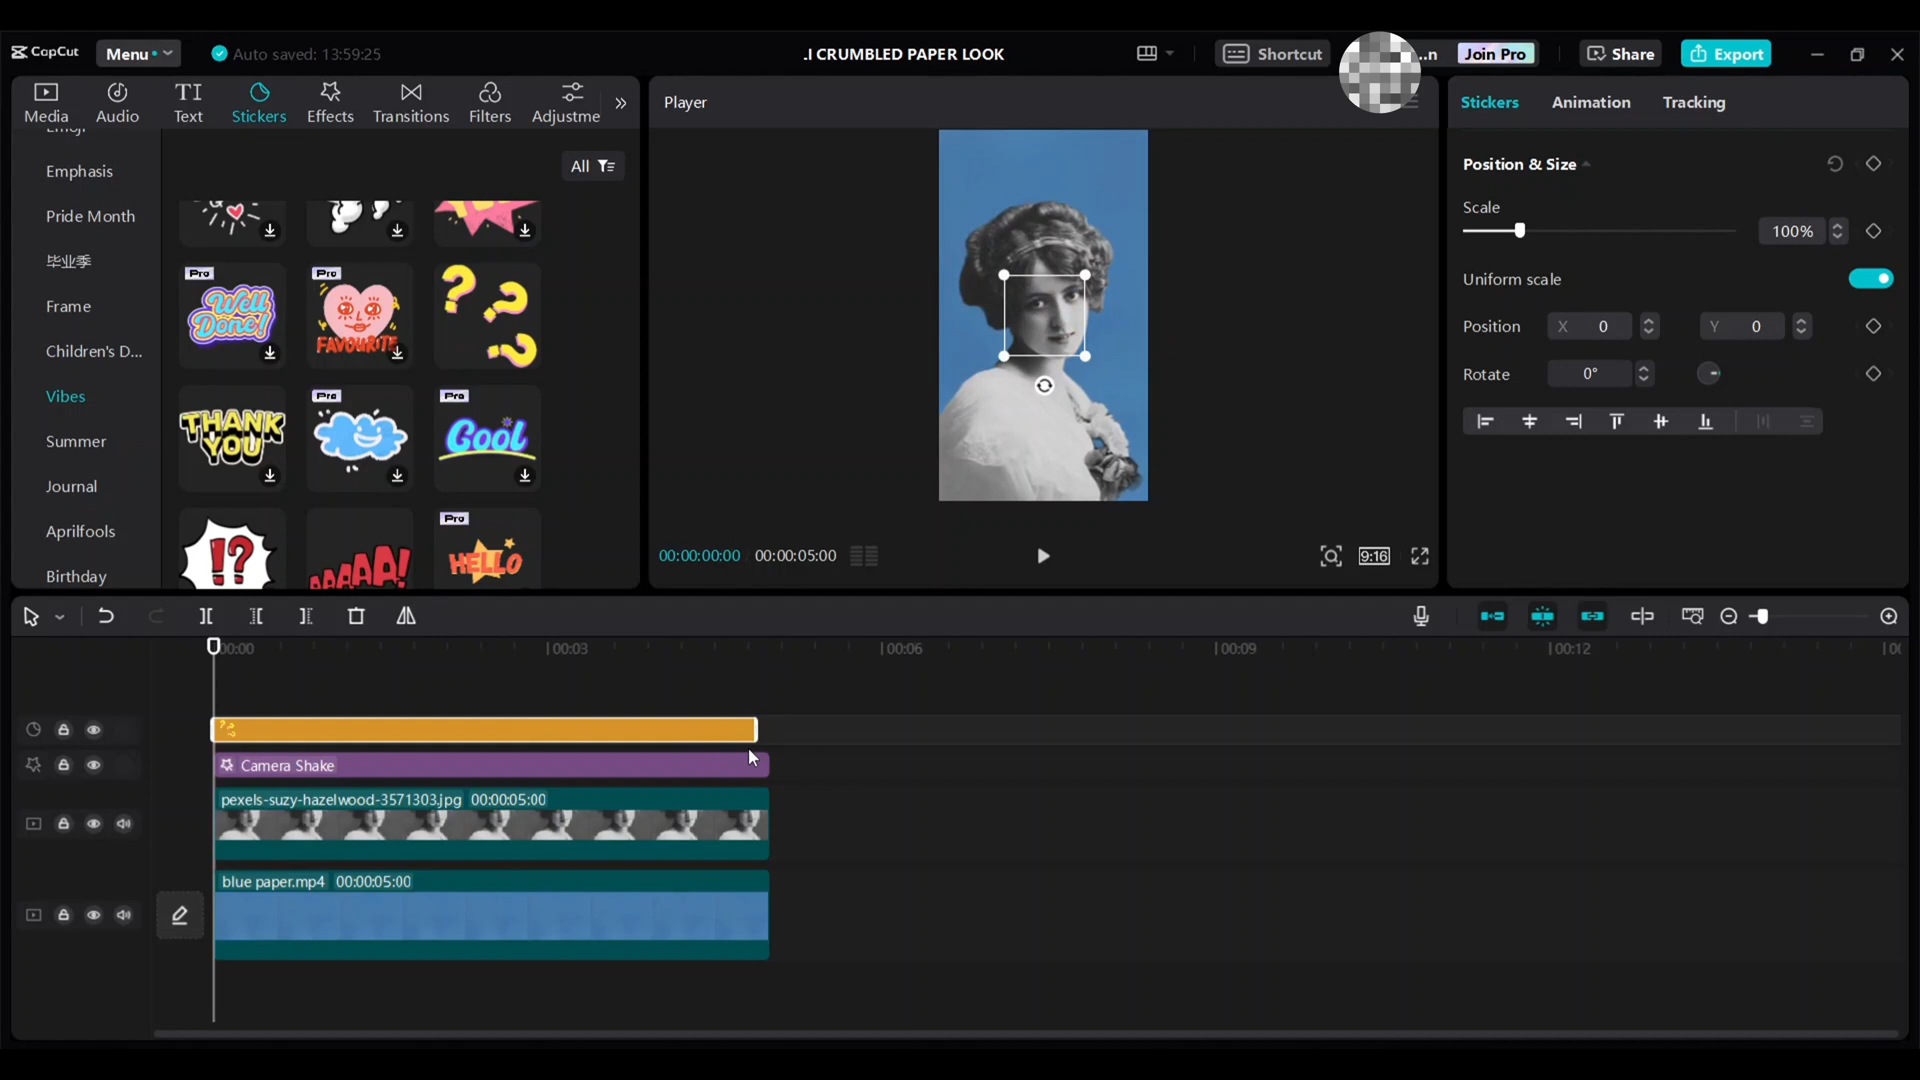 CapCut
Menu
Auto saved: 13:59:25
.I CRUMBLED PAPER LOOK
Shortcut
...n
Join Pro
Share
Export
Media
Audio
Text
Stickers
Effects
Transitions
Filters
Adjustme
Emoji
Emphasis
Pride Month
毕业季
Frame
Children's D...
Vibes
Summer
Journal
Aprilfools
Birthday
All
Pro
Well Done!
Pro
FAVOURITE
? ? ?
THANK YOU
Pro
Pro
Cool
!?
AAAAA!
Pro
HELLO
Player
00:00:00:00
00:00:05:00
9:16
Stickers
Animation
Tracking
Position & Size
Scale
100%
Uniform scale
Position
X 0
Y 0
Rotate
0°
00:00
00:03
00:06
00:09
00:12
Camera Shake
pexels-suzy-hazelwood-3571303.jpg 00:00:05:00
blue paper.mp4 00:00:05:00